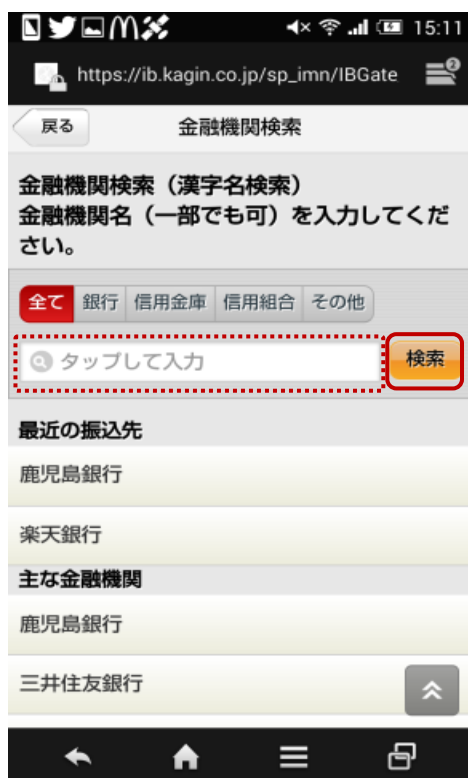 15:11
https://ib.kagin.co.jp/sp_imn/IBGate
2
戻る
金融機関検索
金融機関検索（漢字名検索）
金融機関名（一部でも可）を入力してくだ
さい。
全て 銀行 信用金庫 信用組合 その他
タップして入力 検索
最近の振込先
鹿児島銀行
楽天銀行
主な金融機関
鹿児島銀行
三井住友銀行